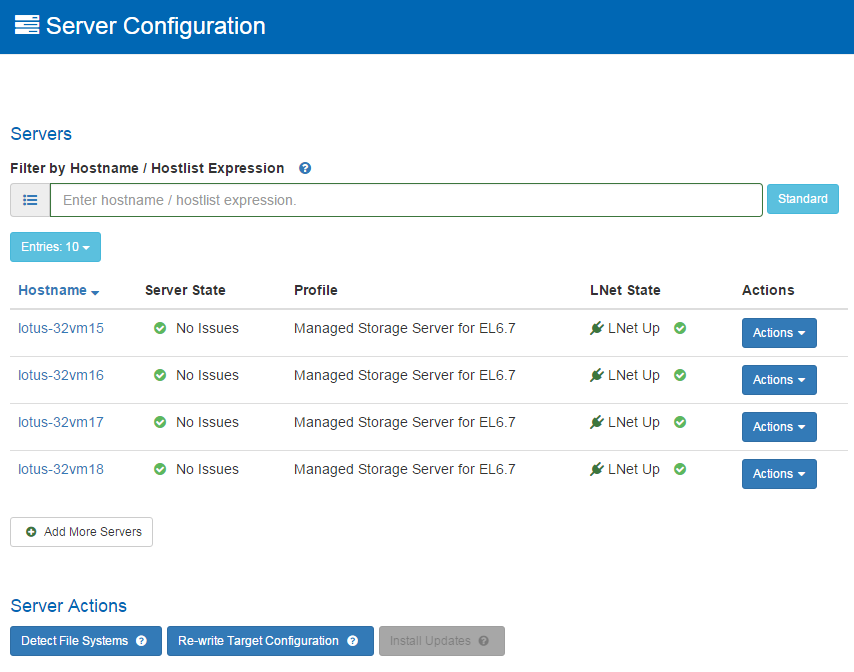 Server Configuration
Servers
Filter by Hostname / Hostlist Expression ?
Enter hostname / hostlist expression. Standard
Entries: 10
Hostname Server State Profile LNet State Actions
lotus-32vm15 No Issues Managed Storage Server for EL6.7 LNet Up Actions
lotus-32vm16 No Issues Managed Storage Server for EL6.7 LNet Up Actions
lotus-32vm17 No Issues Managed Storage Server for EL6.7 LNet Up Actions
lotus-32vm18 No Issues Managed Storage Server for EL6.7 LNet Up Actions
Add More Servers
Server Actions
Detect File Systems ? Re-write Target Configuration ? Install Updates ?